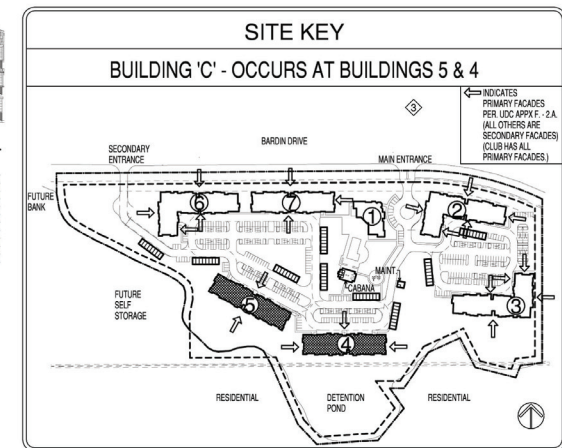 SITE KEY
BUILDING 'C' - OCCURS AT BUILDINGS 5 & 4
INDICATES
PRIMARY FACADES
PER. UDC APPX F. - 2.A.
(ALL OTHERS ARE
SECONDARY FACADES)
(CLUB HAS ALL
PRIMARY FACADES.)
3
BARDIN DRIVE
SECONDARY
ENTRANCE
MAIN ENTRANCE
FUTURE
BANK
6
7
1
2
MAINT.
CABANA
FUTURE
SELF
STORAGE
5
3
4
RESIDENTIAL
DETENTION
POND
RESIDENTIAL